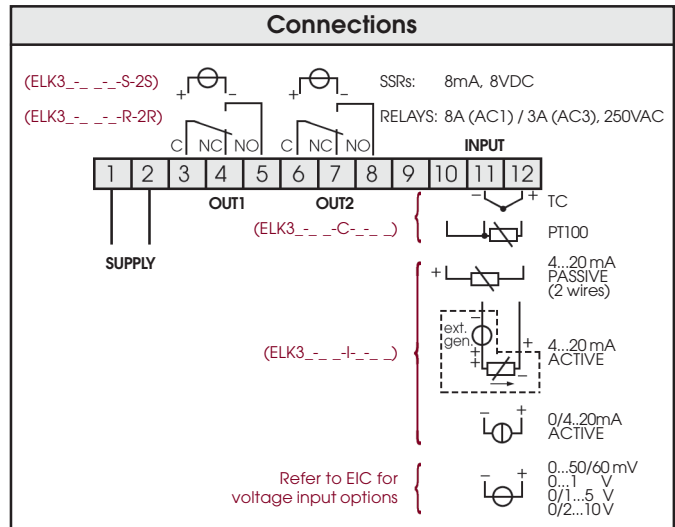 Connections
(ELK3_-_ _-_-S-2S)
+ - + - SSRs: 8mA, 8VDC
(ELK3_-_ _-_-R-2R)
RELAYS: 8A (AC1) / 3A (AC3), 250VAC
C NC NO C NC NO INPUT
1 2 3 4 5 6 7 8 9 10 11 12
OUT1 OUT2
- + TC
(ELK3_-_ _-C-_-_ _)
PT100
SUPPLY
+ 4...20 mA
PASSIVE
(2 wires)
-
ext.
gen.
+
+
+
-
(ELK3_-_ _-I-_-_ _)
4...20 mA
ACTIVE
- + 0/4..20mA
ACTIVE
Refer to EIC for
voltage input options
- + 0...50/60 mV
0...1 V
0/1...5 V
0/2...10 V